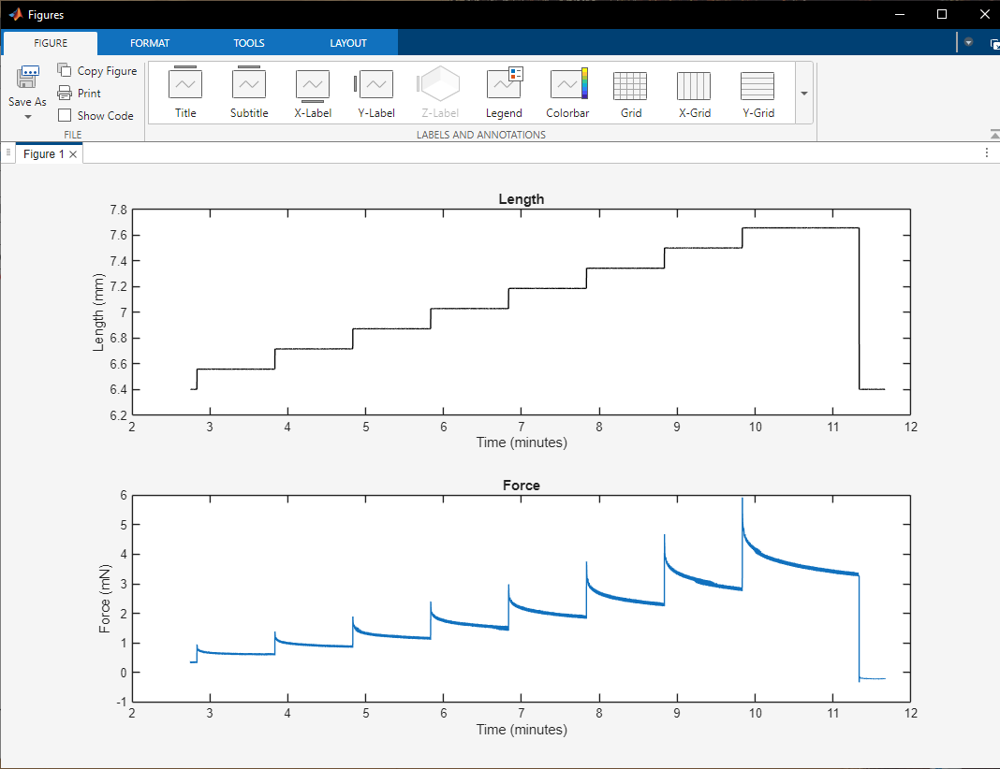 Figures
FIGURE FORMAT TOOLS LAYOUT
Save As
Copy Figure
Print
Show Code
FILE
Title Subtitle X-Label Y-Label Z-Label Legend Colorbar Grid X-Grid Y-Grid
LABELS AND ANNOTATIONS
Figure 1
Length
7.8
7.6
7.4
7.2
7
6.8
6.6
6.4
6.2
Length (mm)
2 3 4 5 6 7 8 9 10 11 12
Time (minutes)
Force
6
5
4
3
2
1
0
-1
Force (mN)
2 3 4 5 6 7 8 9 10 11 12
Time (minutes)